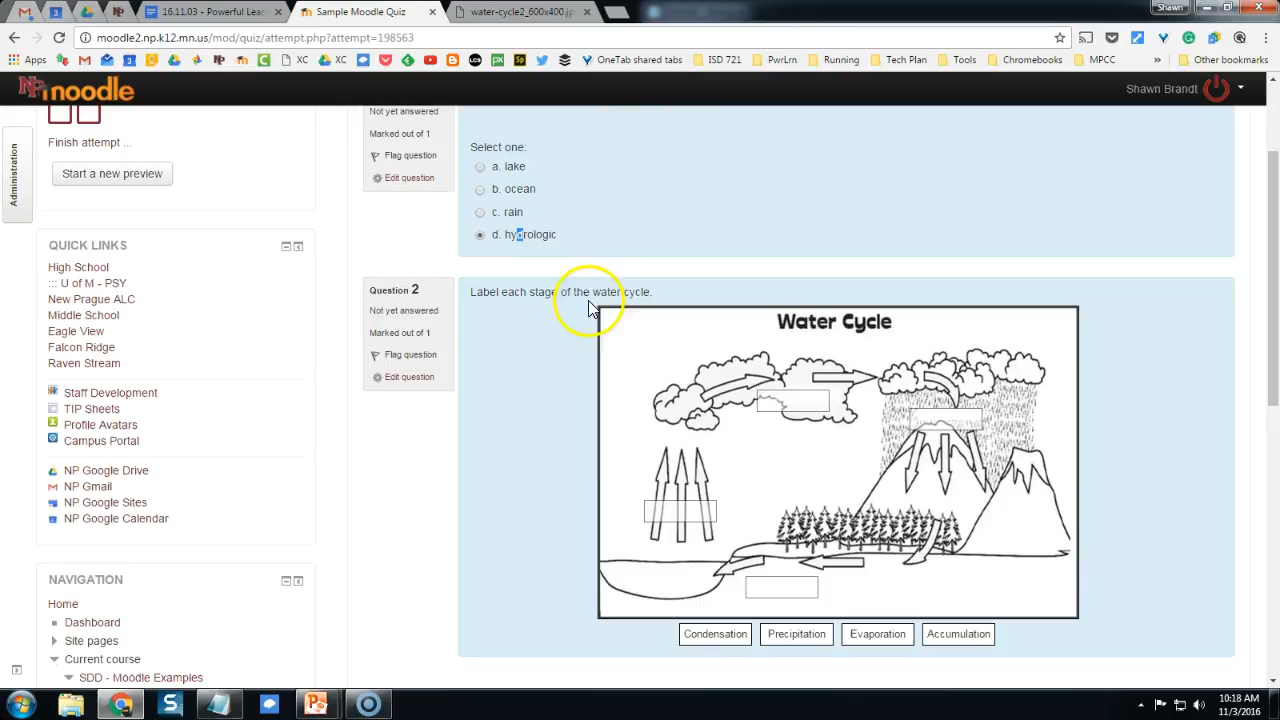 16.11.03 - Powerful Lear
Sample Moodle Quiz
water-cycle2_600x400.jp
Shawn
moodle2.np.k12.mn.us/mod/quiz/attempt.php?attempt=198563
Apps
XC
XC
OneTab shared tabs
ISD 721
PwrLrn
Running
Tech Plan
Tools
Chromebooks
MPCC
»
Other bookmarks
NP moodle
Shawn Brandt
Administration
Finish attempt ...
Start a new preview
QUICK LINKS
High School
::: U of M - PSY
New Prague ALC
Middle School
Eagle View
Falcon Ridge
Raven Stream
Staff Development
TIP Sheets
Profile Avatars
Campus Portal
NP Google Drive
NP Gmail
NP Google Sites
NP Google Calendar
NAVIGATION
Home
Dashboard
Site pages
Current course
SDD - Moodle Examples
Not yet answered
Marked out of 1
Flag question
Edit question
Select one:
a. lake
b. ocean
c. rain
d. hydrologic
Question 2
Not yet answered
Marked out of 1
Flag question
Edit question
Label each stage of the water cycle.
Water Cycle
Condensation
Precipitation
Evaporation
Accumulation
10:18 AM
11/3/2016